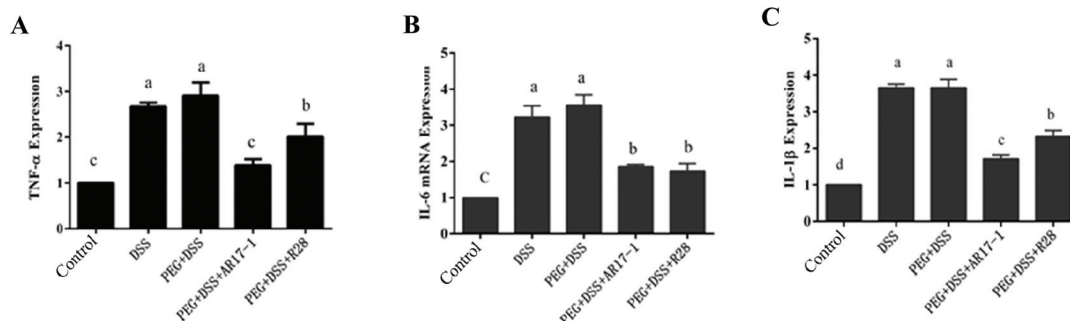 A
TNF-α Expression
4
3
2
1
0
c
a
a
c
b
Control
DSS
PEG+DSS
PEG+DSS+AR17-1
PEG+DSS+R28
B
IL-6 mRNA Expression
5
4
3
2
1
0
C
a
a
b
b
Control
DSS
PEG+DSS
PEG+DSS+AR17-1
PEG+DSS+R28
C
IL-1β Expression
5
4
3
2
1
0
d
a
a
c
b
Control
DSS
PEG+DSS
PEG+DSS+AR17-1
PEG+DSS+R28